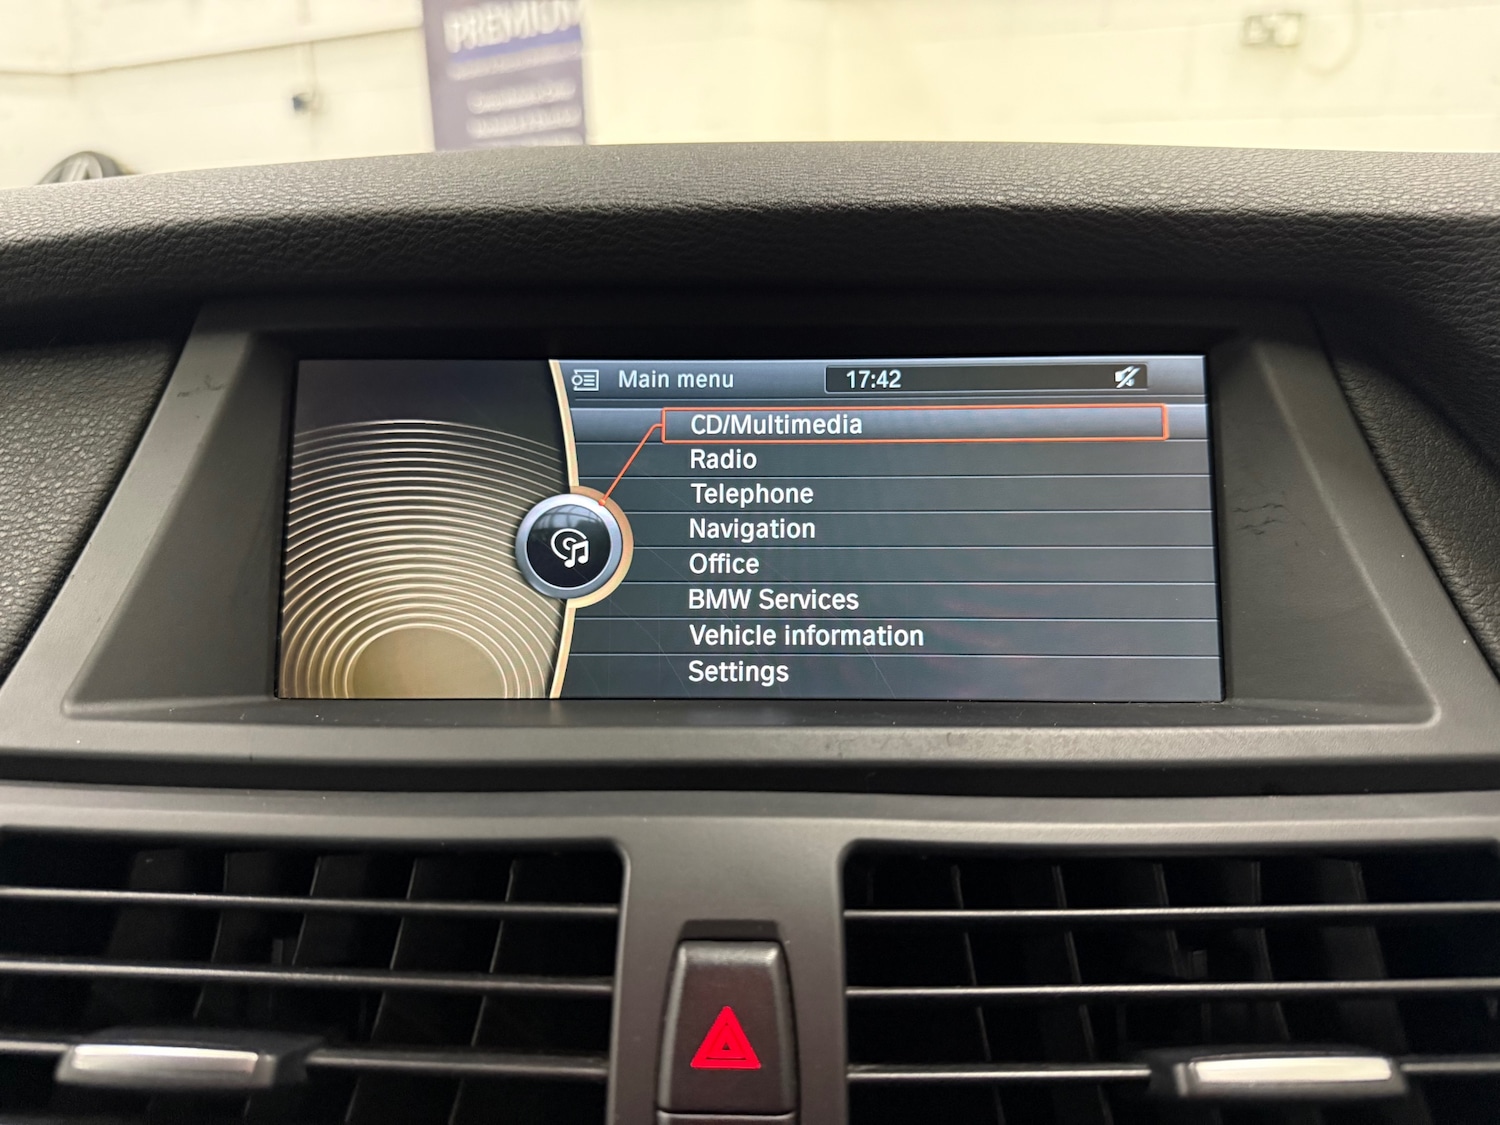 PREMIUM
Main menu 17:42
CD/Multimedia
Radio
Telephone
Navigation
Office
BMW Services
Vehicle information
Settings